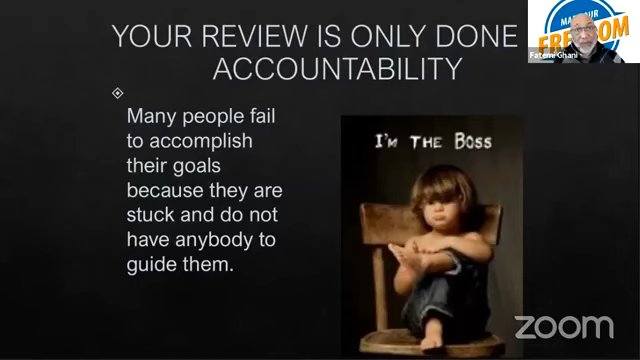 YOUR REVIEW IS ONLY DONE
ACCOUNTABILITY
Many people fail
to accomplish
their goals
because they are
stuck and do not
have anybody to
guide them.
I'M THE BOSS
FREEDOM
Fatemi Ghani
zoom